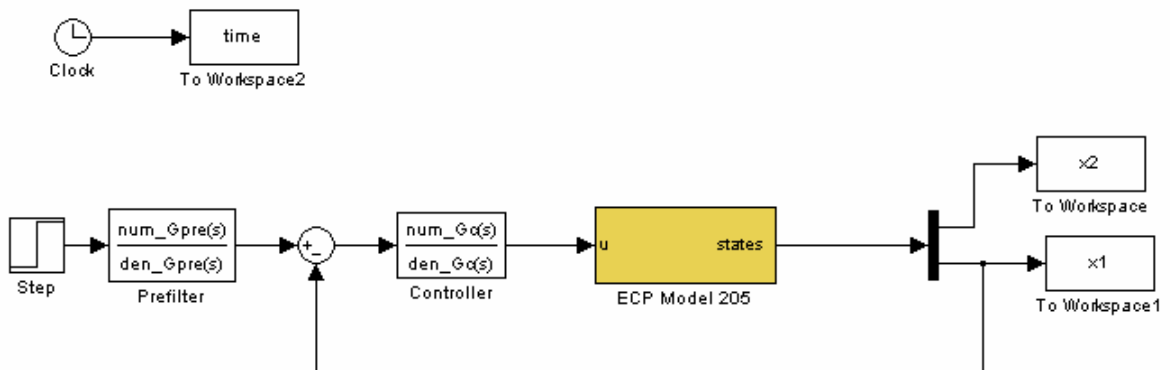 time
Clock
To Workspace2
x2
To Workspace
num_Gpre(s)
den_Gpre(s)
+
−
num_Gc(s)
den_Gc(s)
u
states
x1
Step
Prefilter
Controller
ECP Model 205
To Workspace1